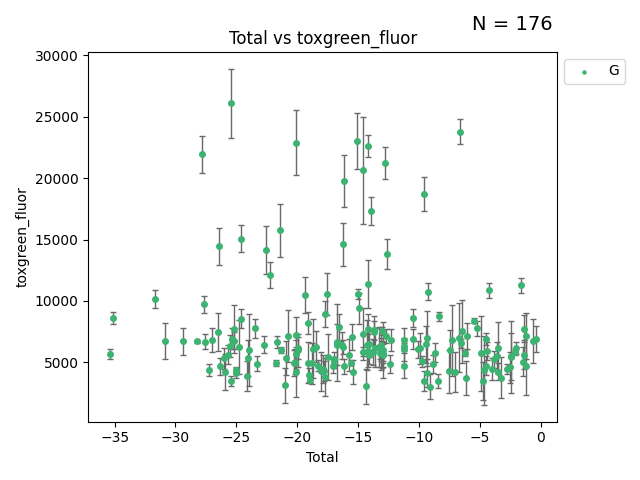 N = 176
Total vs toxgreen_fluor
G
30000
25000
20000
15000
10000
5000
toxgreen_fluor
−35 −30 −25 −20 −15 −10 −5 0
Total